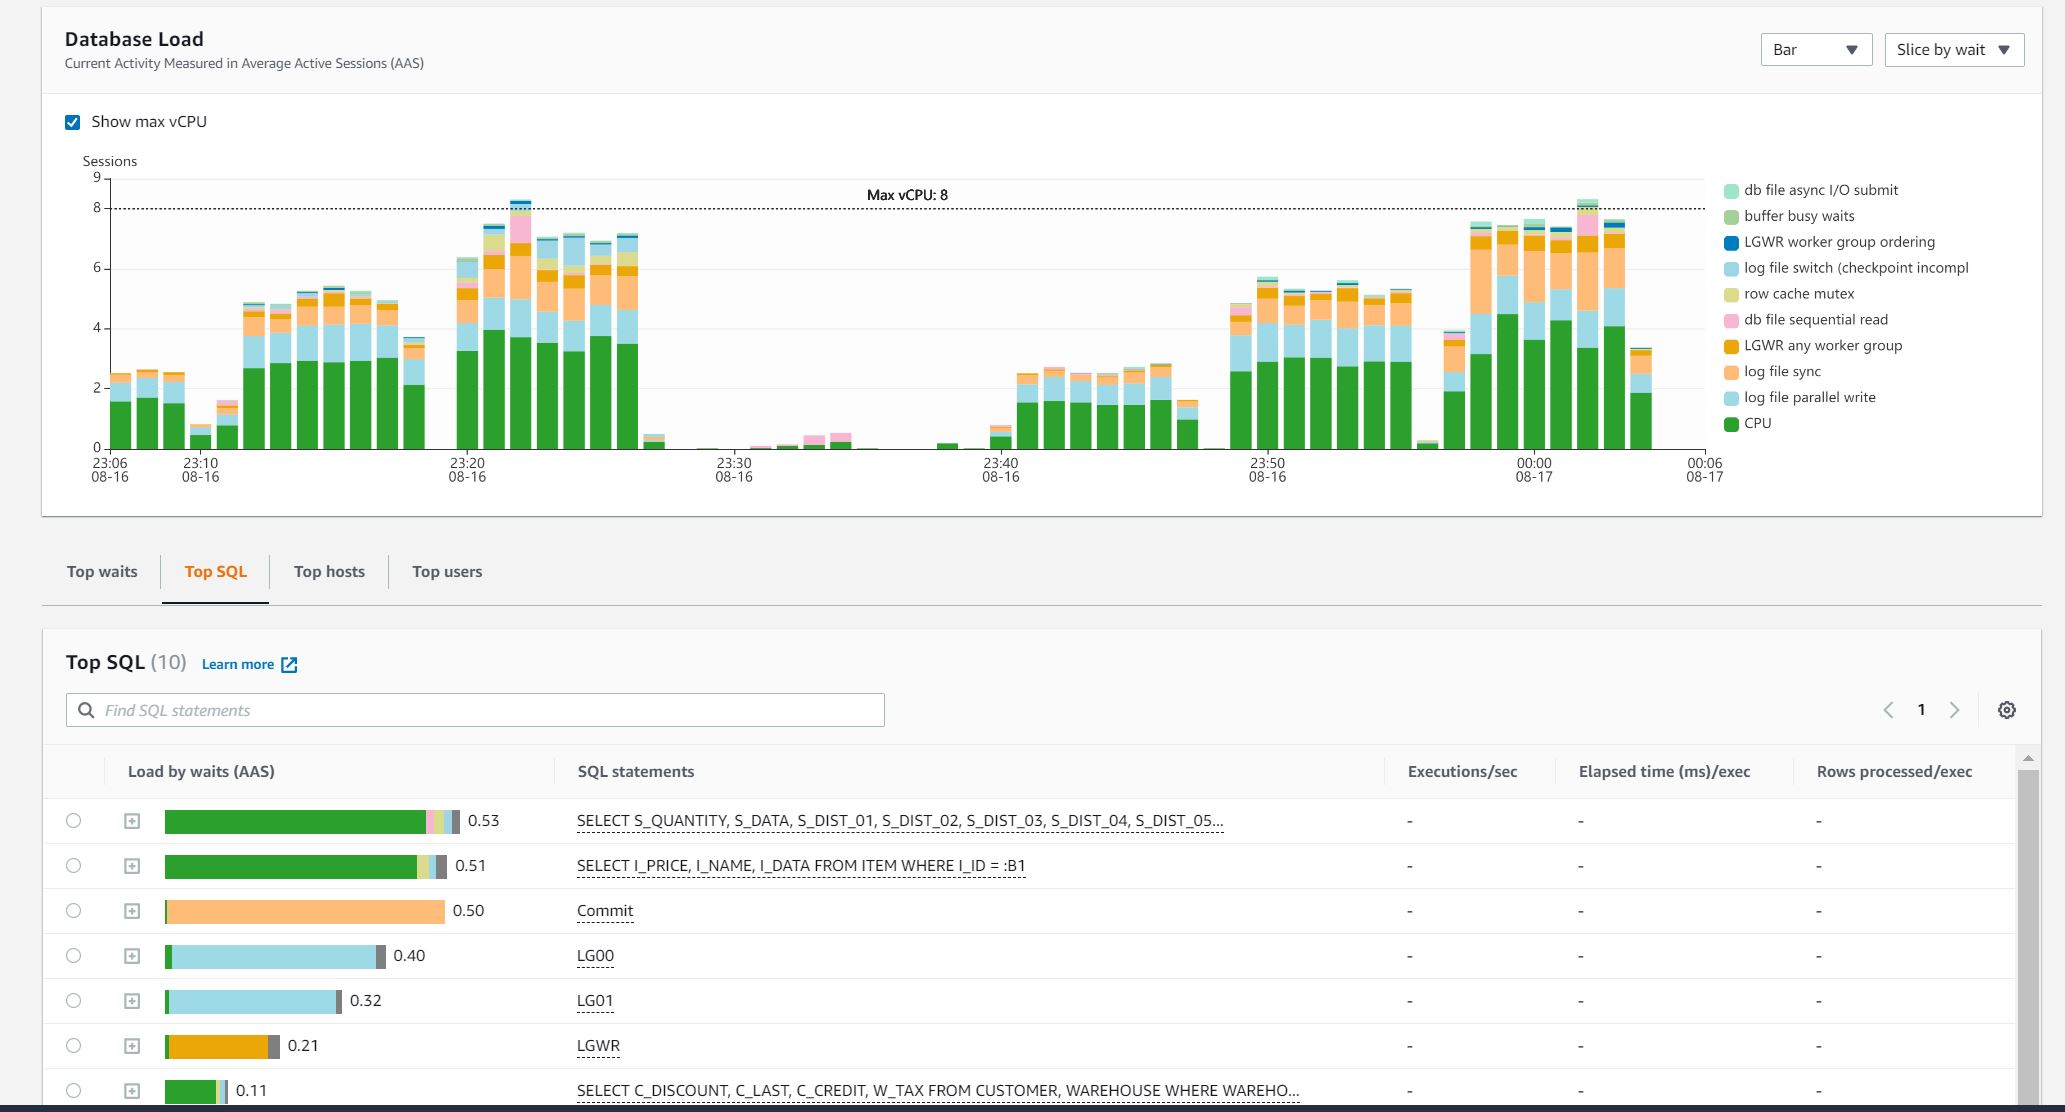 Database Load
Current Activity Measured in Average Active Sessions (AAS)
Bar
Slice by wait
Show max vCPU
Sessions
9
8
6
4
2
0
Max vCPU: 8
23:06
08-16
23:10
08-16
23:20
08-16
23:30
08-16
23:40
08-16
23:50
08-16
00:00
08-17
00:06
08-17
db file async I/O submit
buffer busy waits
LGWR worker group ordering
log file switch (checkpoint incompl
row cache mutex
db file sequential read
LGWR any worker group
log file sync
log file parallel write
CPU
Top waits
Top SQL
Top hosts
Top users
Top SQL (10) Learn more
Find SQL statements
1
Load by waits (AAS) SQL statements Executions/sec Elapsed time (ms)/exec Rows processed/exec
0.53 SELECT S_QUANTITY, S_DATA, S_DIST_01, S_DIST_02, S_DIST_03, S_DIST_04, S_DIST_05... - - -
0.51 SELECT I_PRICE, I_NAME, I_DATA FROM ITEM WHERE I_ID = :B1 - - -
0.50 Commit - - -
0.40 LG00 - - -
0.32 LG01 - - -
0.21 LGWR - - -
0.11 SELECT C_DISCOUNT, C_LAST, C_CREDIT, W_TAX FROM CUSTOMER, WAREHOUSE WHERE WAREHO... - - -